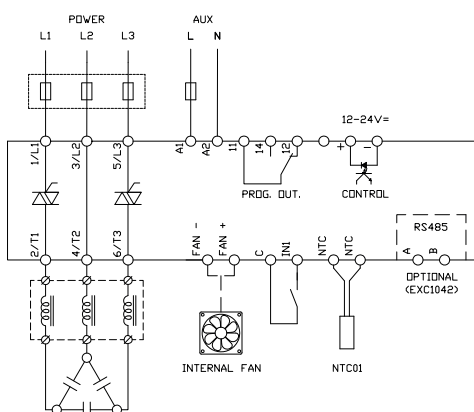 POWER AUX
L1 L2 L3 L N
12-24V=
1/L1 3/L2 5/L3 A1 A2 11 14 12 + -
PROG. OUT. CONTROL
2/T1 4/T2 6/T3 FAN - FAN + C IN1 NTC NTC A B
RS485
OPTIONAL
(EXC1042)
INTERNAL FAN NTC01